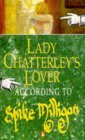 LADY
CHATTERLEY'S
LOVER
ACCORDING TO
Spike Milligan